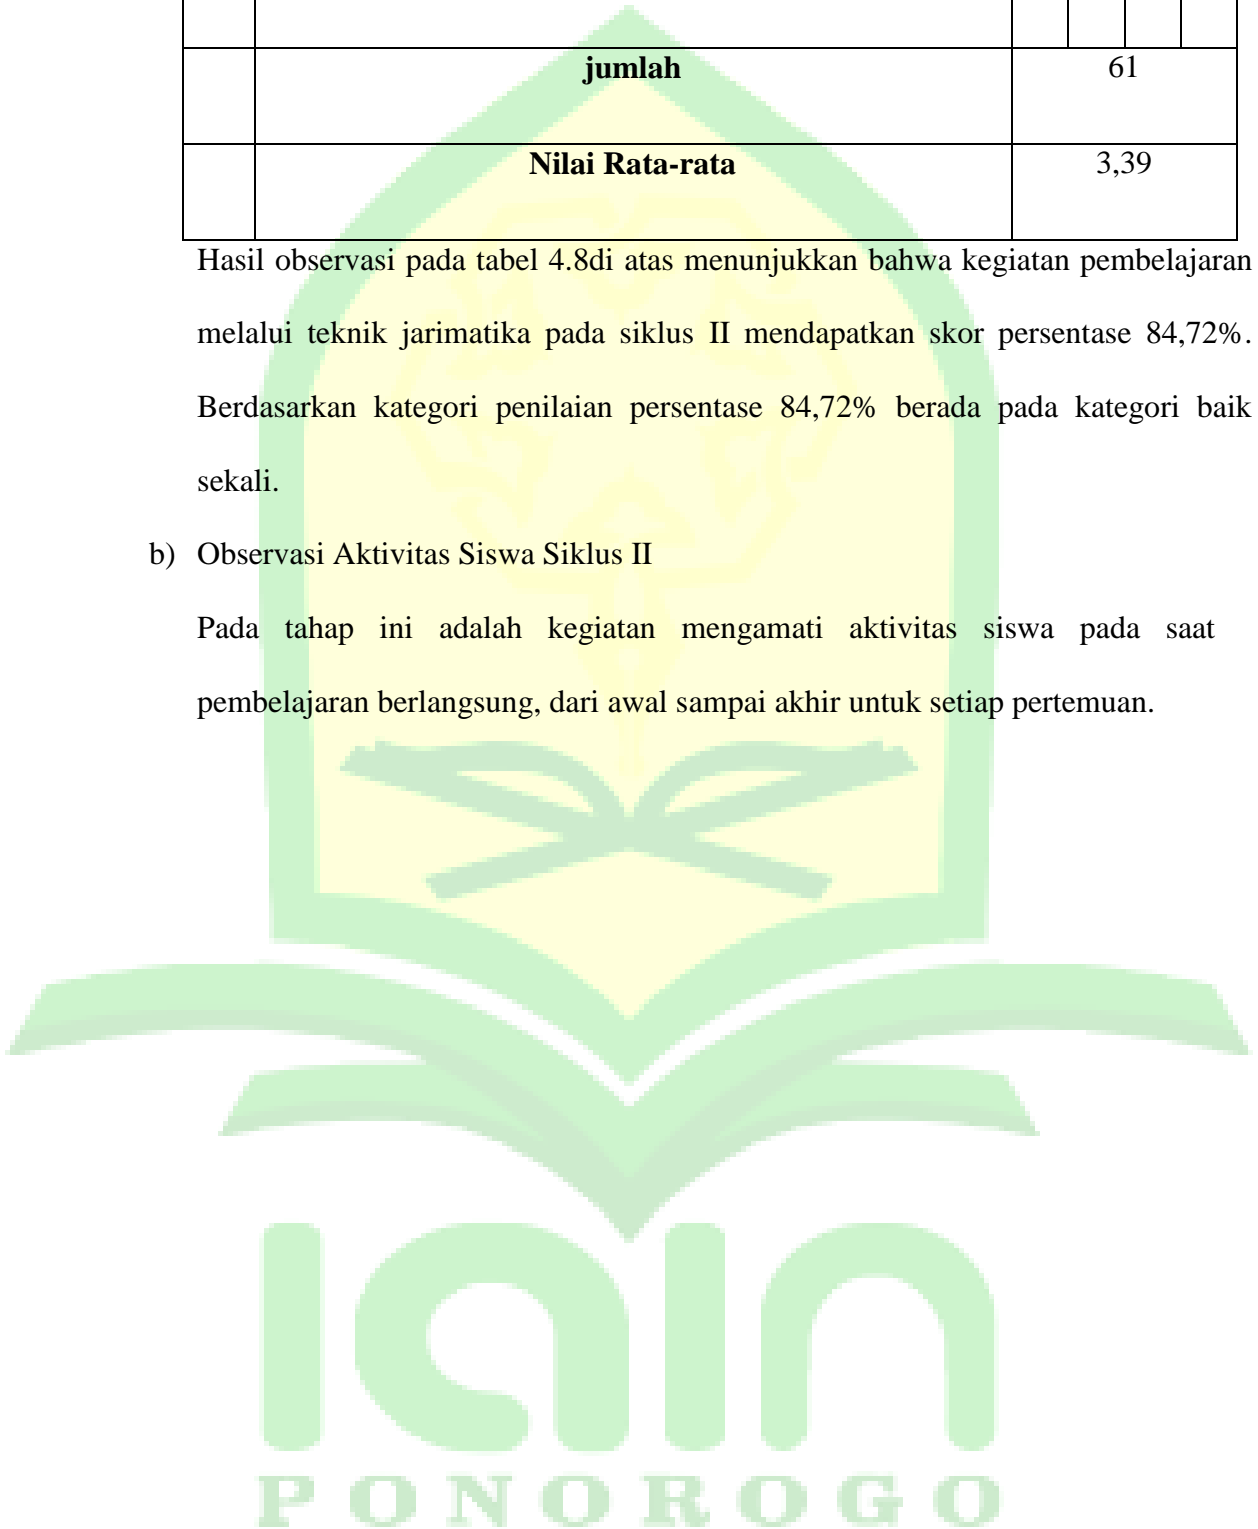 jumlah 61
Nilai Rata-rata 3,39
Hasil observasi pada tabel 4.8di atas menunjukkan bahwa kegiatan pembelajaran
melalui teknik jarimatika pada siklus II mendapatkan skor persentase 84,72%.
Berdasarkan kategori penilaian persentase 84,72% berada pada kategori baik
sekali.
b) Observasi Aktivitas Siswa Siklus II
Pada tahap ini adalah kegiatan mengamati aktivitas siswa pada saat
pembelajaran berlangsung, dari awal sampai akhir untuk setiap pertemuan.
iain
PONOROGO